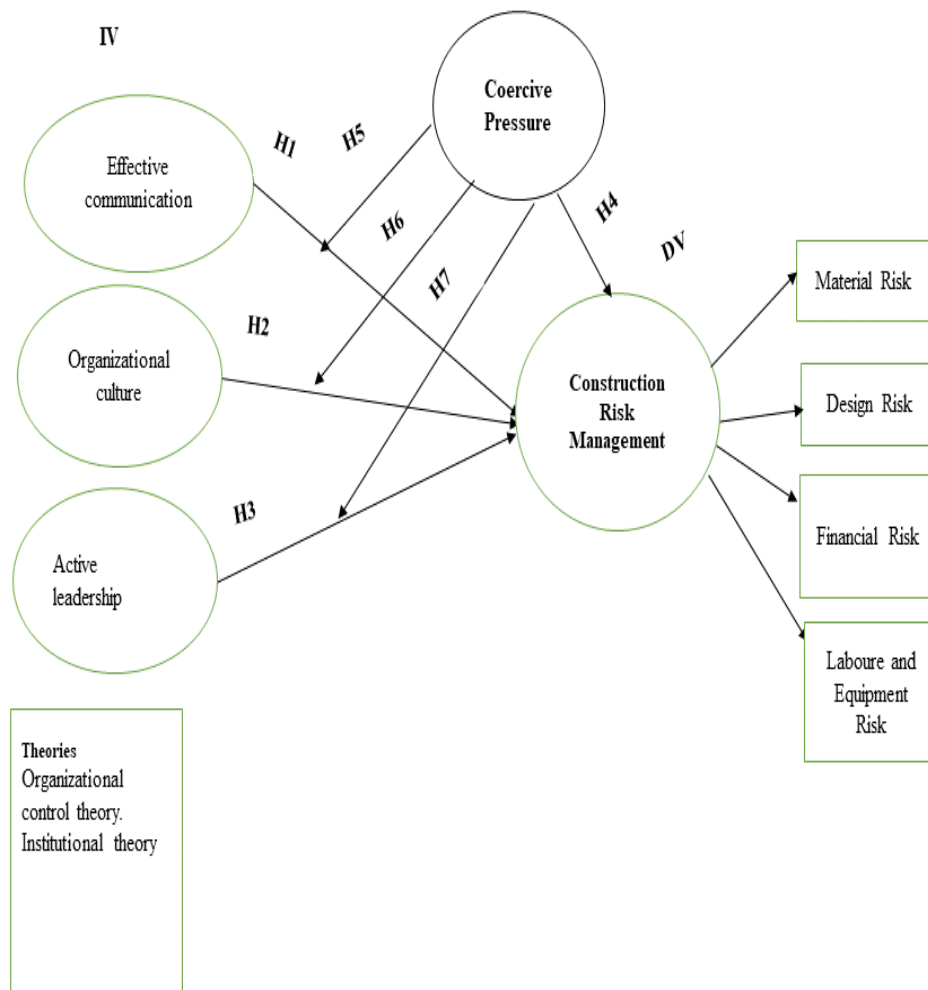 IV
Coercive
Pressure
H1
H5
Effective
communication
H6
H4
DV
H7
Material Risk
H2
Organizational
culture
Construction
Risk
Management
Design Risk
H3
Financial Risk
Active
leadership
Laboure and
Equipment
Risk
Theories
Organizational
control theory.
Institutional theory